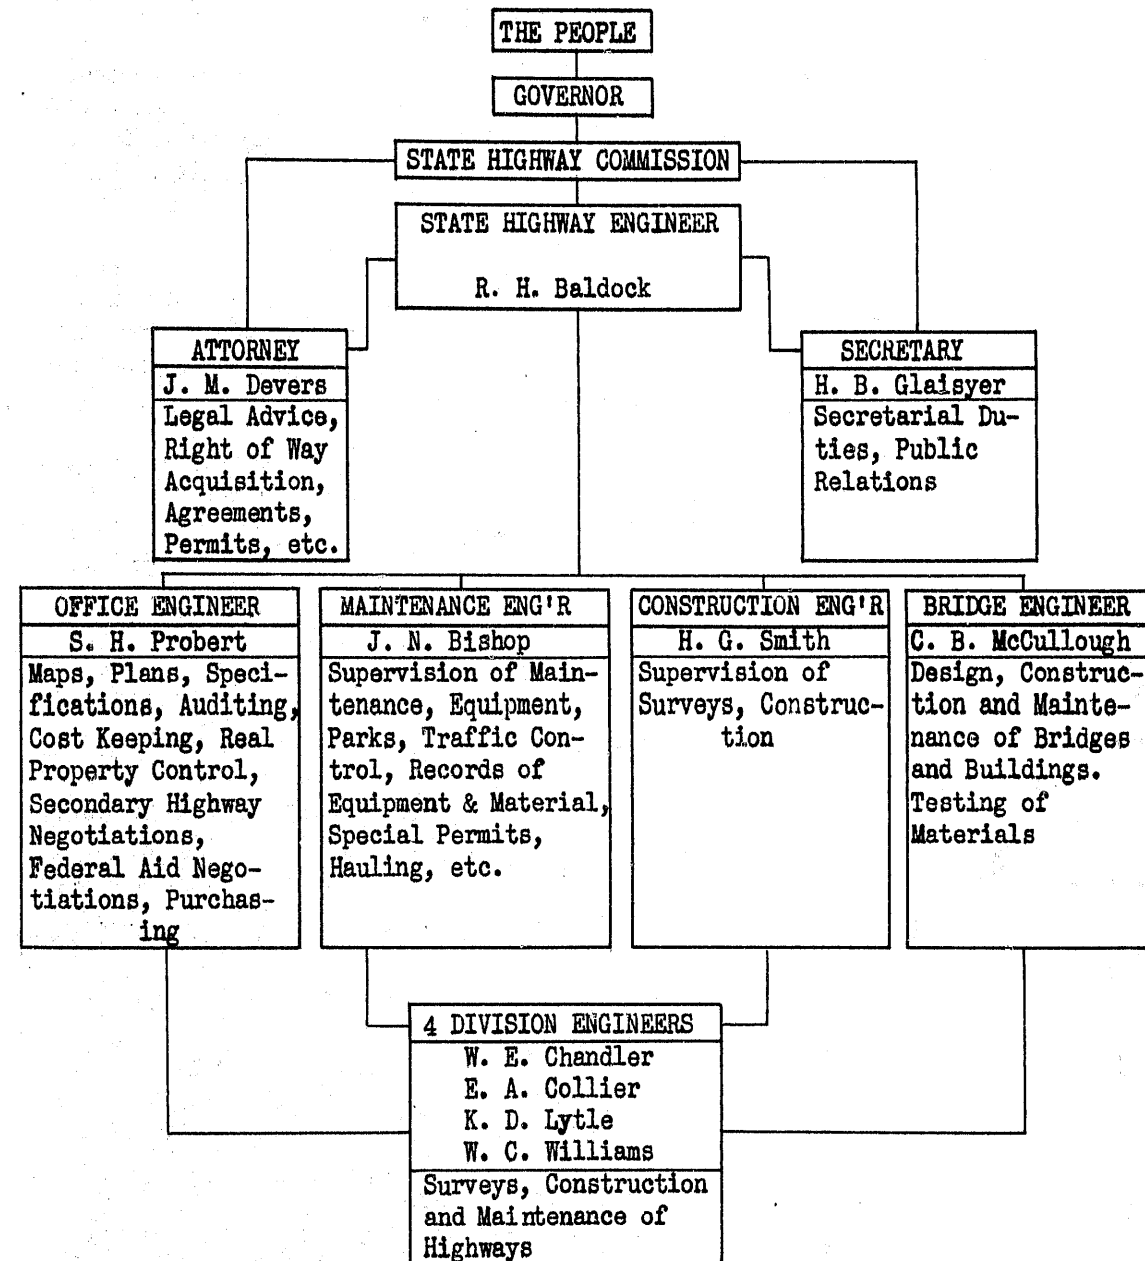 THE PEOPLE
GOVERNOR
STATE HIGHWAY COMMISSION
STATE HIGHWAY ENGINEER
R. H. Baldock
ATTORNEY
J. M. Devers
Legal Advice,
Right of Way
Acquisition,
Agreements,
Permits, etc.
SECRETARY
H. B. Glaisyer
Secretarial Du-
ties, Public
Relations
OFFICE ENGINEER
S. H. Probert
Maps, Plans, Speci-
fications, Auditing,
Cost Keeping, Real
Property Control,
Secondary Highway
Negotiations,
Federal Aid Nego-
tiations, Purchas-
ing
MAINTENANCE ENG'R
J. N. Bishop
Supervision of Main-
tenance, Equipment,
Parks, Traffic Con-
trol, Records of
Equipment & Material,
Special Permits,
Hauling, etc.
CONSTRUCTION ENG'R
H. G. Smith
Supervision of
Surveys, Construc-
tion
BRIDGE ENGINEER
C. B. McCullough
Design, Construc-
tion and Mainte-
nance of Bridges
and Buildings.
Testing of
Materials
4 DIVISION ENGINEERS
W. E. Chandler
E. A. Collier
K. D. Lytle
W. C. Williams
Surveys, Construction
and Maintenance of
Highways